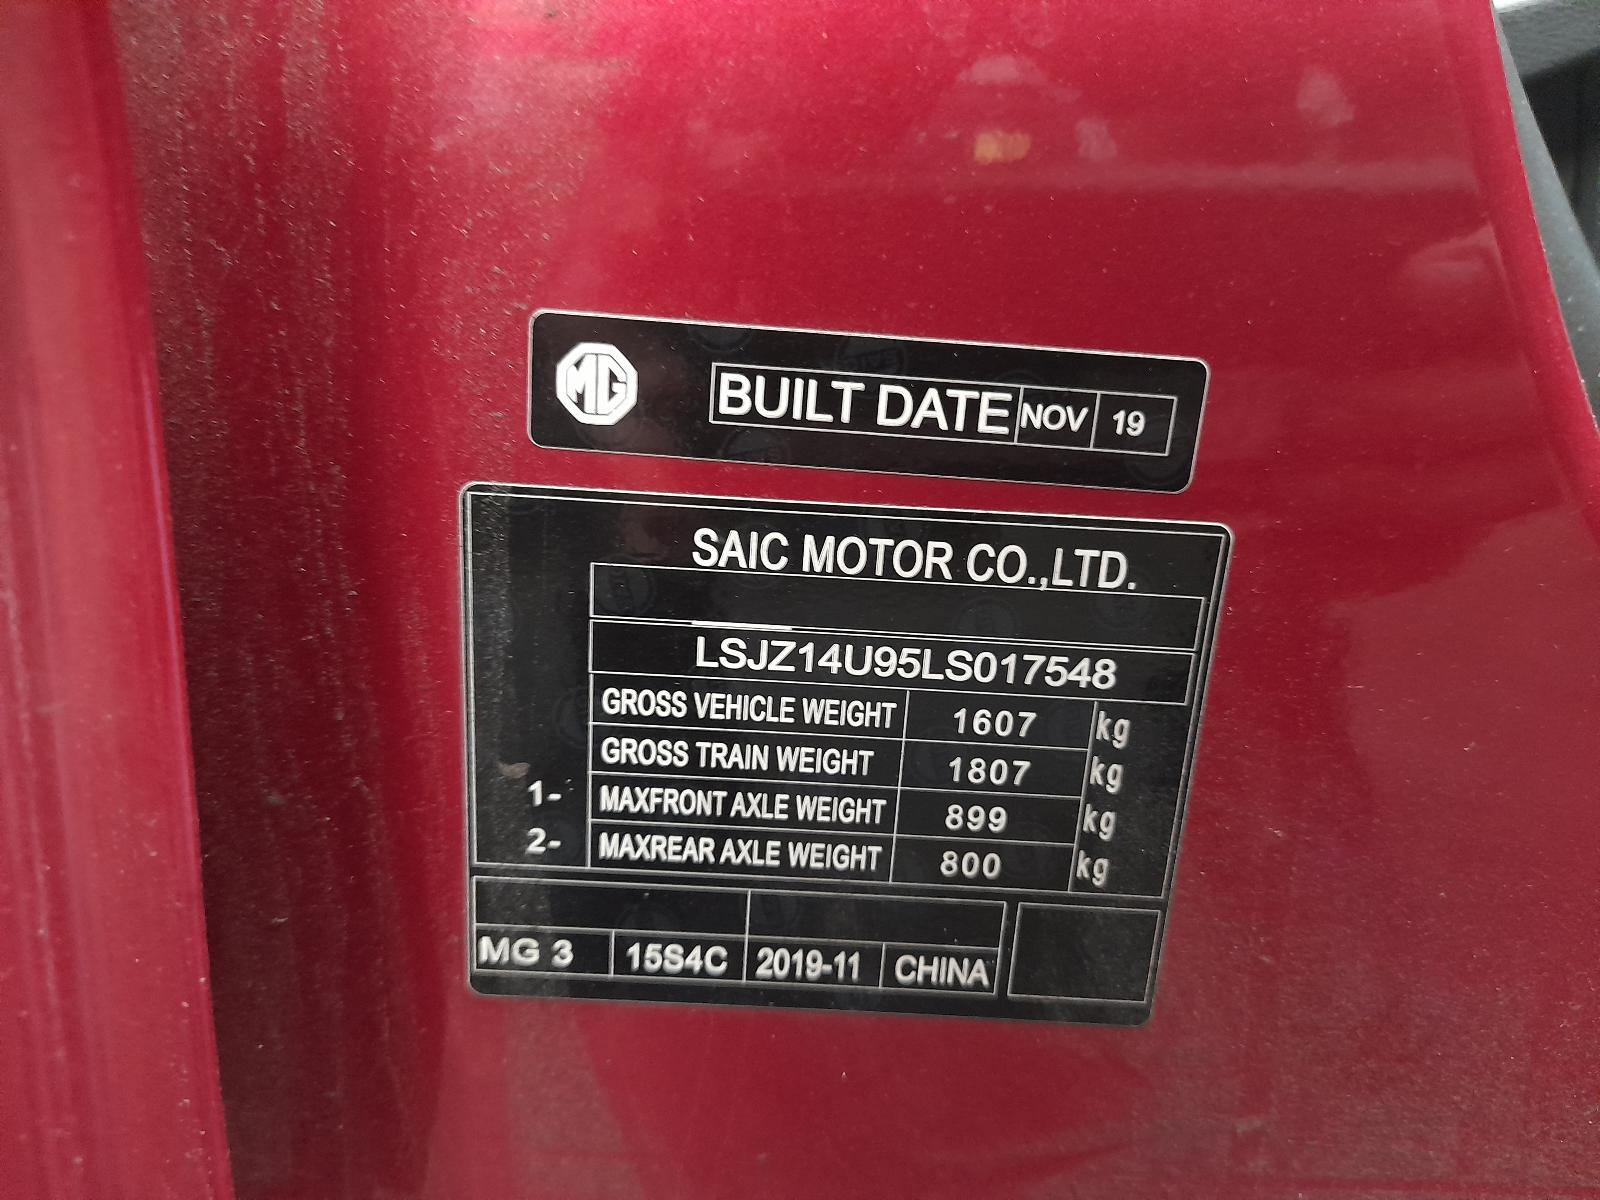 MG BUILT DATE NOV 19
SAIC MOTOR CO.,LTD.
LSJZ14U95LS017548
GROSS VEHICLE WEIGHT 1607 kg
GROSS TRAIN WEIGHT 1807 kg
1- MAXFRONT AXLE WEIGHT 899 kg
2- MAXREAR AXLE WEIGHT 800 kg
MG 3 15S4C 2019-11 CHINA